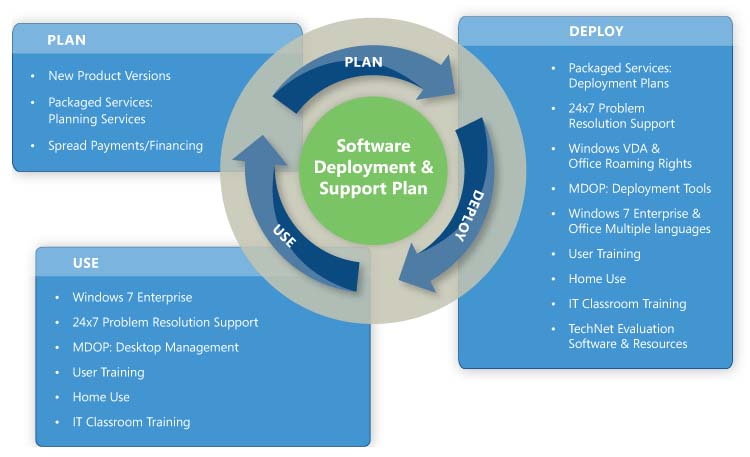 PLAN
• New Product Versions
• Packaged Services:
Planning Services
• Spread Payments/Financing
PLAN
DEPLOY
USE
Software
Deployment &
Support Plan
DEPLOY
• Packaged Services:
Deployment Plans
• 24x7 Problem
Resolution Support
• Windows VDA &
Office Roaming Rights
• MDOP: Deployment Tools
• Windows 7 Enterprise &
Office Multiple languages
• User Training
• Home Use
• IT Classroom Training
• TechNet Evaluation
Software & Resources
USE
• Windows 7 Enterprise
• 24x7 Problem Resolution Support
• MDOP: Desktop Management
• User Training
• Home Use
• IT Classroom Training